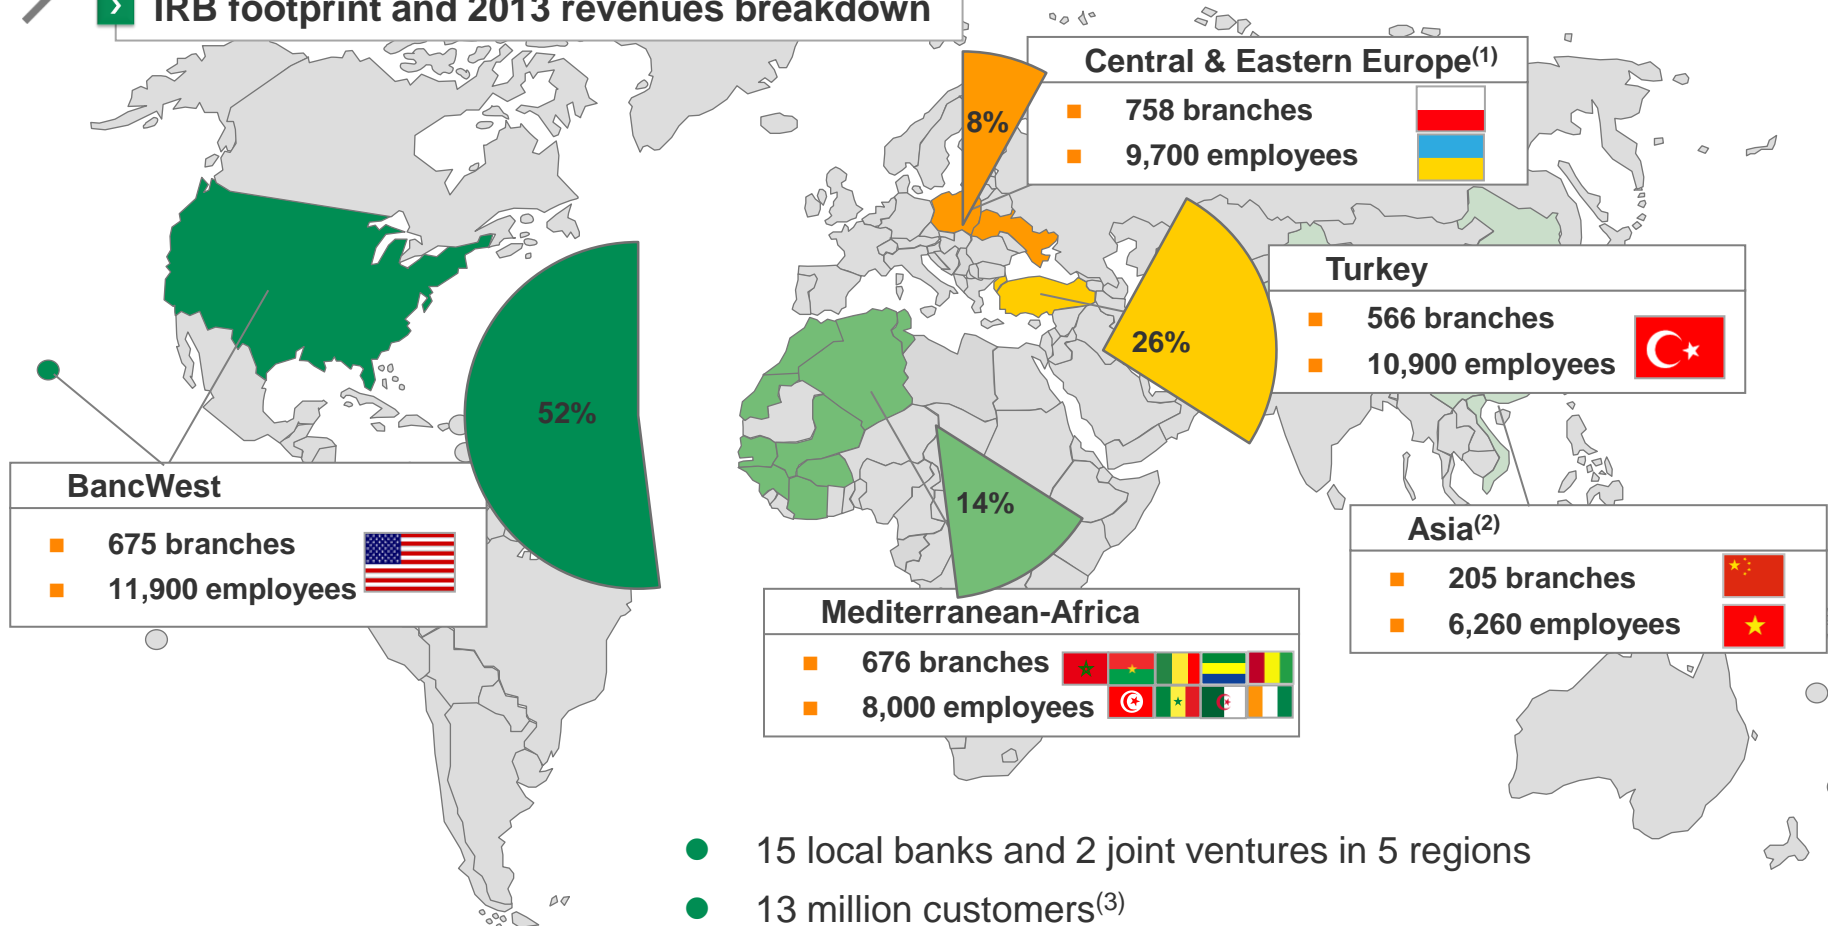 IRB footprint and 2013 revenues breakdown
Central & Eastern Europe(1)
758 branches
9,700 employees
8%
Turkey
566 branches
10,900 employees
26%
52%
BancWest
675 branches
11,900 employees
14%
Asia(2)
205 branches
6,260 employees
Mediterranean-Africa
676 branches
8,000 employees
15 local banks and 2 joint ventures in 5 regions
13 million customers(3)